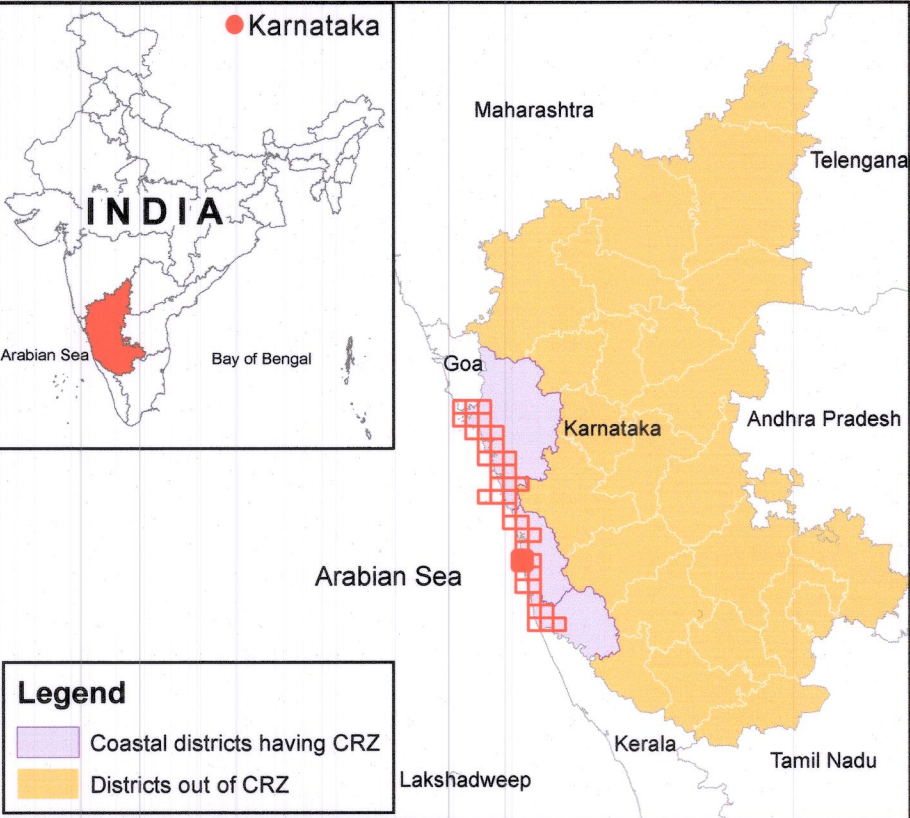 Karnataka
INDIA
Arabian Sea
Bay of Bengal
Maharashtra
Telengana
Goa
Karnataka
Andhra Pradesh
Arabian Sea
Kerala
Tamil Nadu
Lakshadweep
Legend
Coastal districts having CRZ
Districts out of CRZ